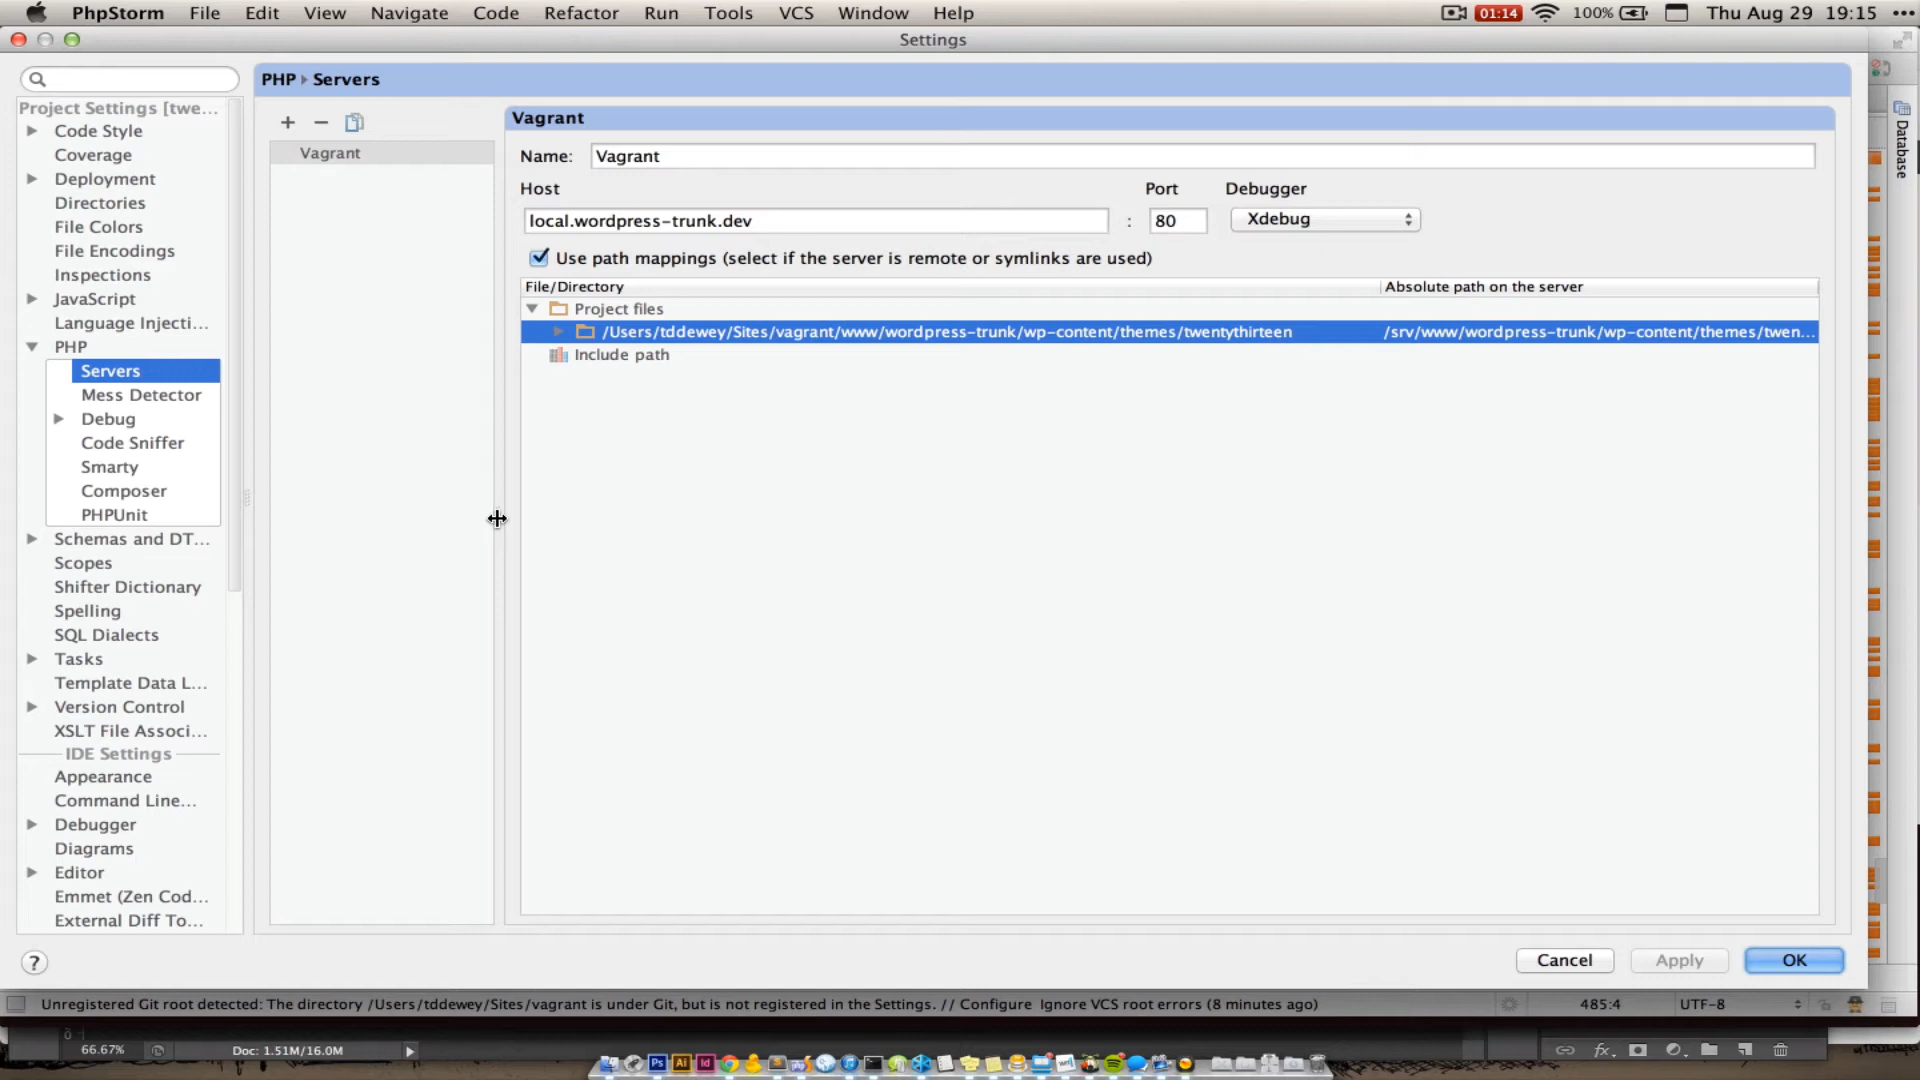 PhpStorm File Edit View Navigate Code Refactor Run Tools VCS Window Help 01:14 100% Thu Aug 29 19:15
Settings
PHP Servers
Project Settings [twe...
Code Style
Coverage
Deployment
Directories
File Colors
File Encodings
Inspections
JavaScript
Language Injecti...
PHP
Servers
Mess Detector
Debug
Code Sniffer
Smarty
Composer
PHPUnit
Schemas and DT...
Scopes
Shifter Dictionary
Spelling
SQL Dialects
Tasks
Template Data L...
Version Control
XSLT File Associ...
IDE Settings
Appearance
Command Line...
Debugger
Diagrams
Editor
Emmet (Zen Cod...
External Diff To...
Vagrant
Vagrant
Name: Vagrant
Host Port Debugger
local.wordpress-trunk.dev : 80 Xdebug
Use path mappings (select if the server is remote or symlinks are used)
File/Directory Absolute path on the server
Project files
/Users/tddewey/Sites/vagrant/www/wordpress-trunk/wp-content/themes/twentythirteen /srv/www/wordpress-trunk/wp-content/themes/twen...
Include path
Database
? Cancel Apply OK
Unregistered Git root detected: The directory /Users/tddewey/Sites/vagrant is under Git, but is not registered in the Settings. // Configure Ignore VCS root errors (8 minutes ago) 485:4 UTF-8
0
66.67% Doc: 1.51M/16.0M fx.
Ps Ai Id